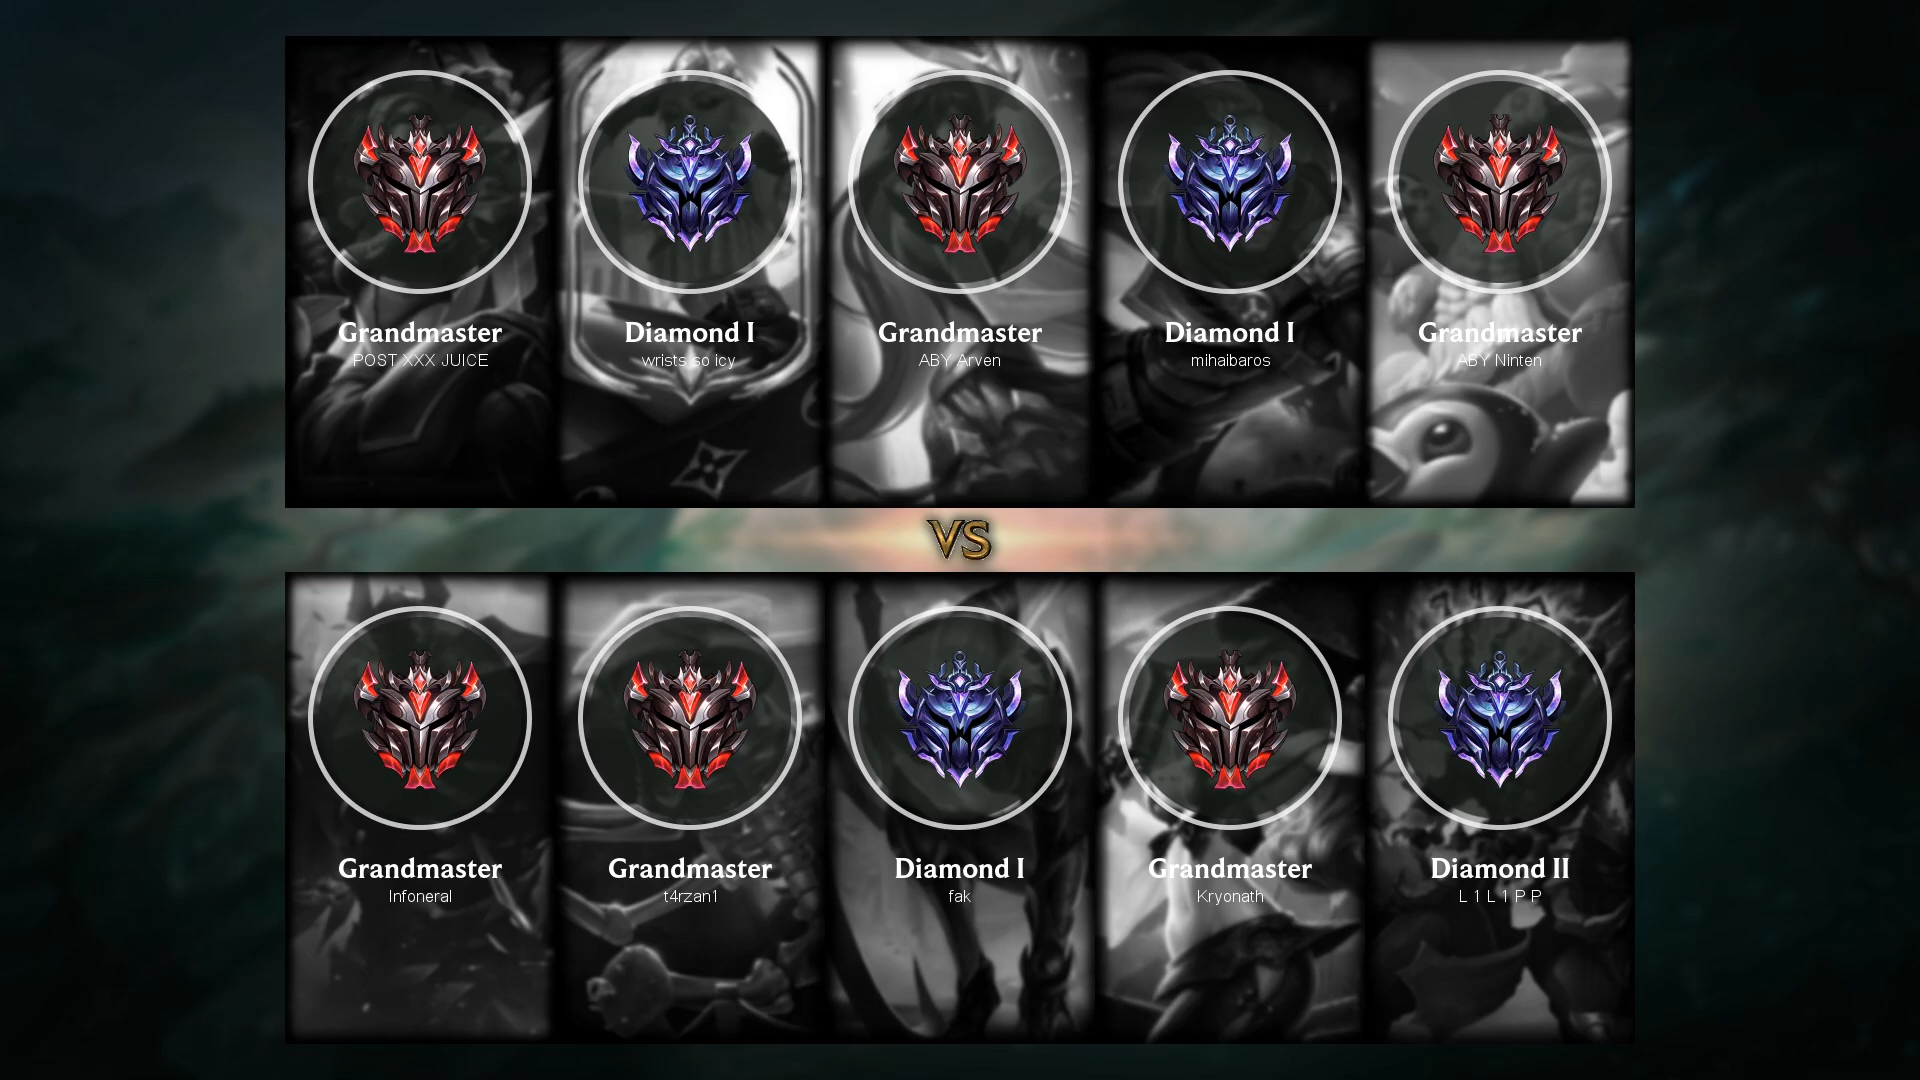 Grandmaster
POST XXX JUICE
Diamond I
wrists so icy
Grandmaster
ABY Arven
Diamond I
mihaibaros
Grandmaster
ABY Ninten
VS
Grandmaster
Infoneral
Grandmaster
t4rzan1
Diamond I
fak
Grandmaster
Kryonath
Diamond II
L 1 L 1 P P